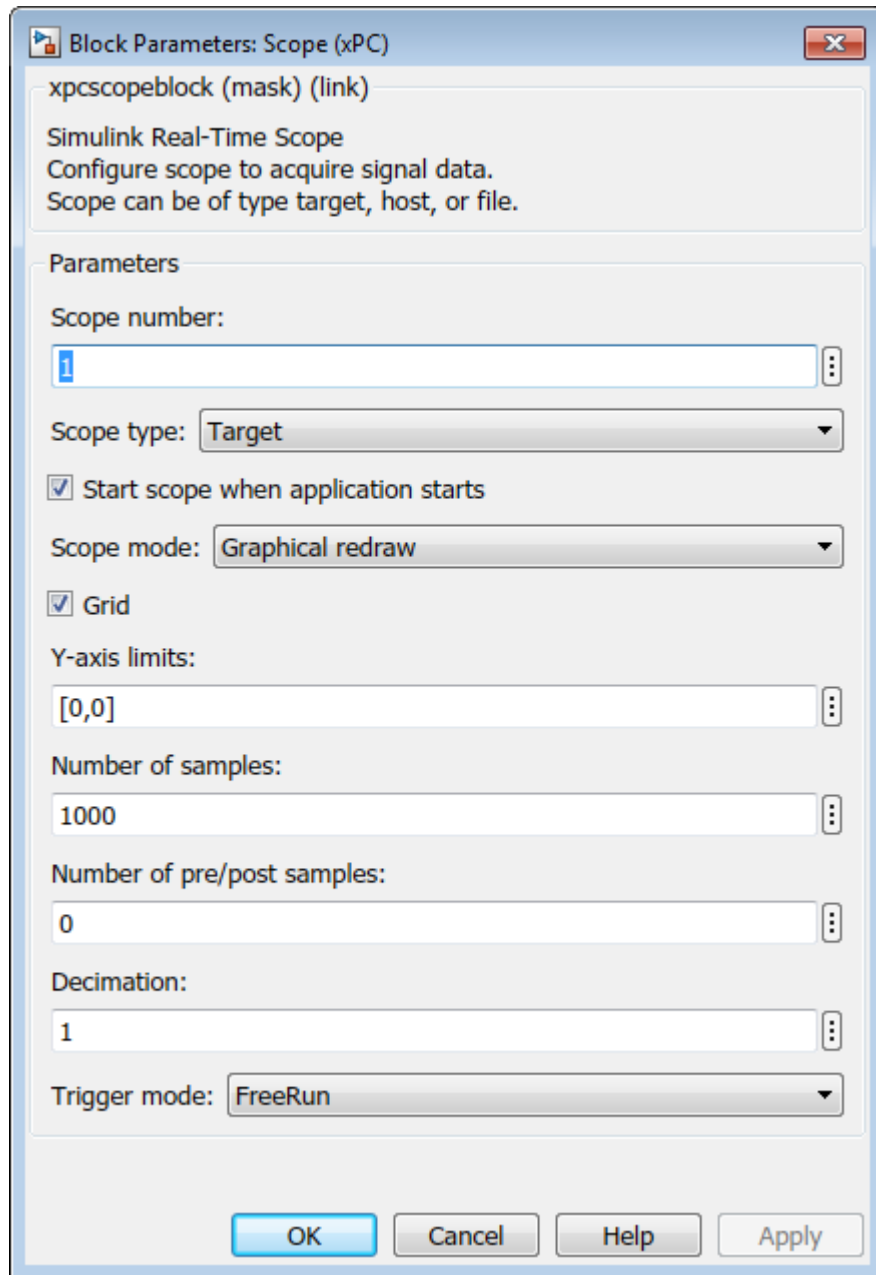 Block Parameters: Scope (xPC)
xpcscopeblock (mask) (link)
Simulink Real-Time Scope
Configure scope to acquire signal data.
Scope can be of type target, host, or file.
Parameters
Scope number:
1
Scope type: Target
Start scope when application starts
Scope mode: Graphical redraw
Grid
Y-axis limits:
[0,0]
Number of samples:
1000
Number of pre/post samples:
0
Decimation:
1
Trigger mode: FreeRun
OK Cancel Help Apply